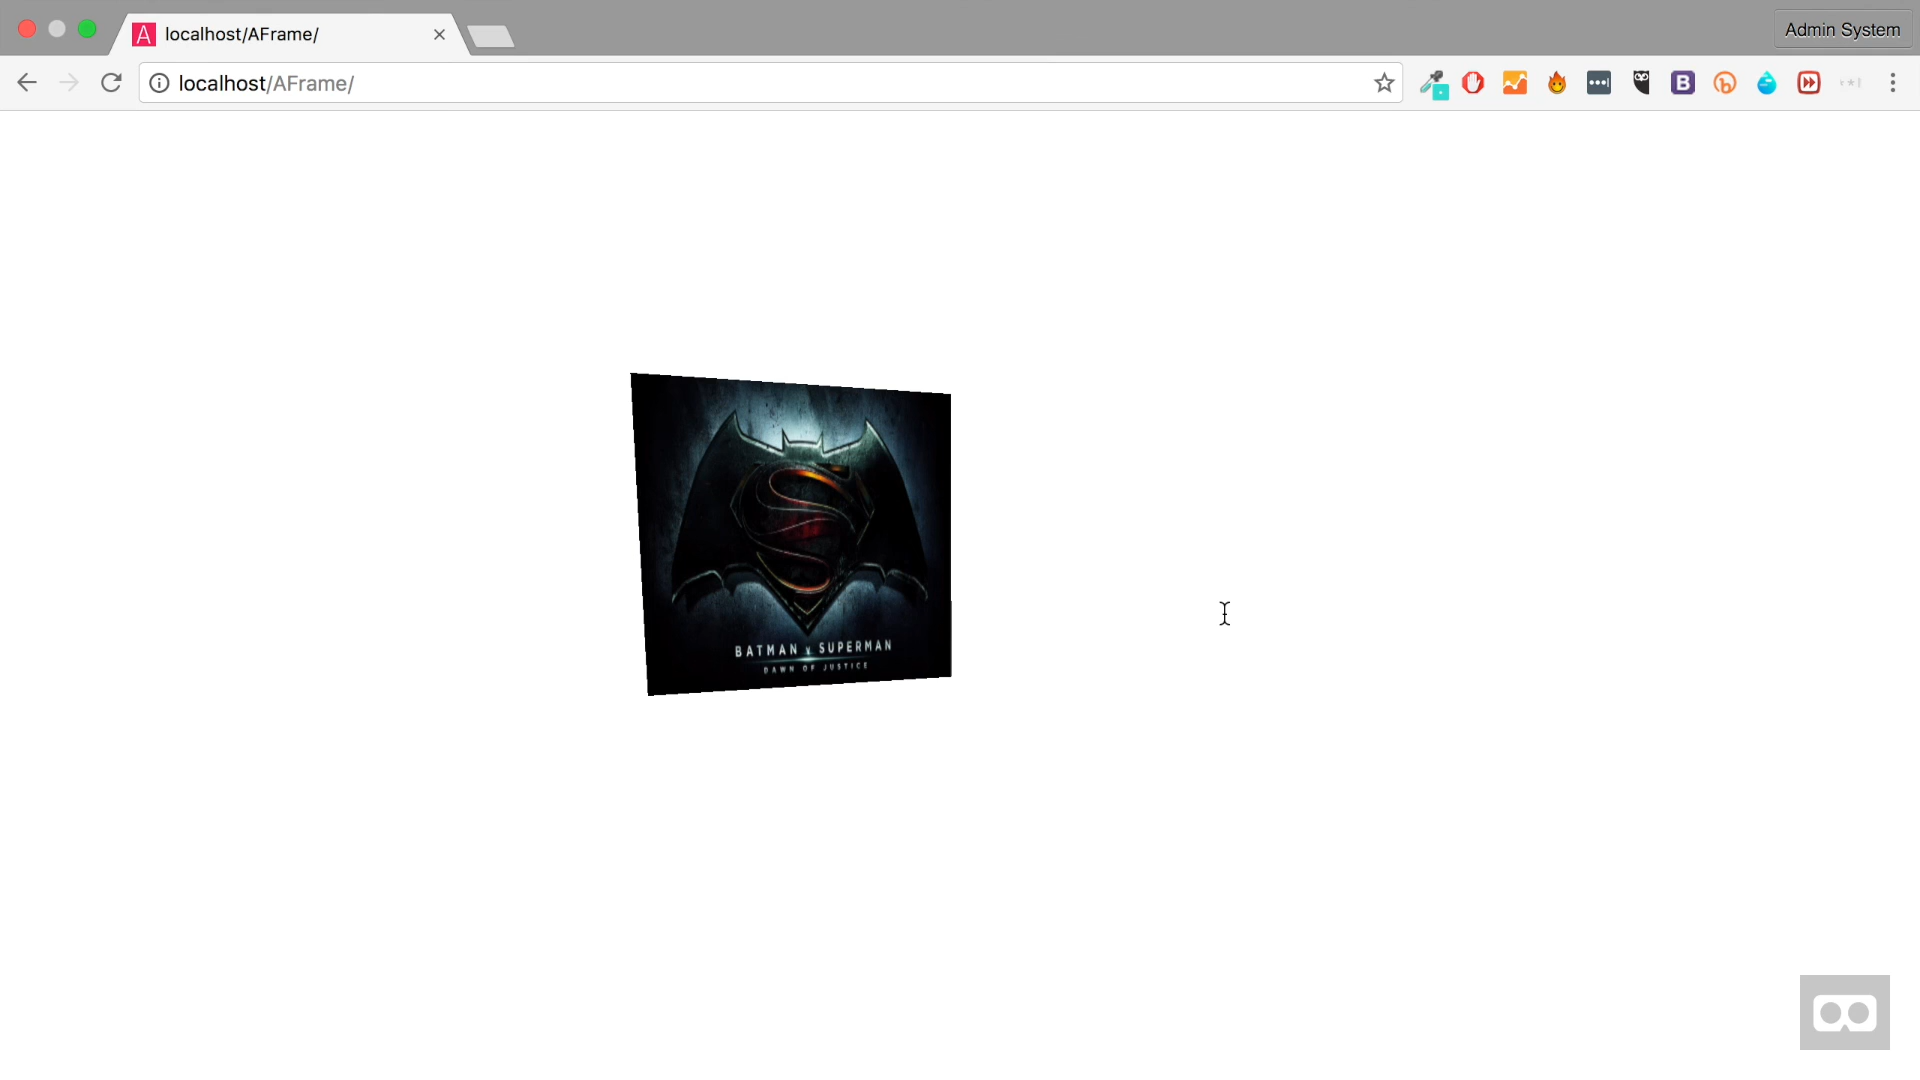 A localhost/AFrame/
Admin System
localhost/AFrame/
B
BATMAN v SUPERMAN
DAWN OF JUSTICE